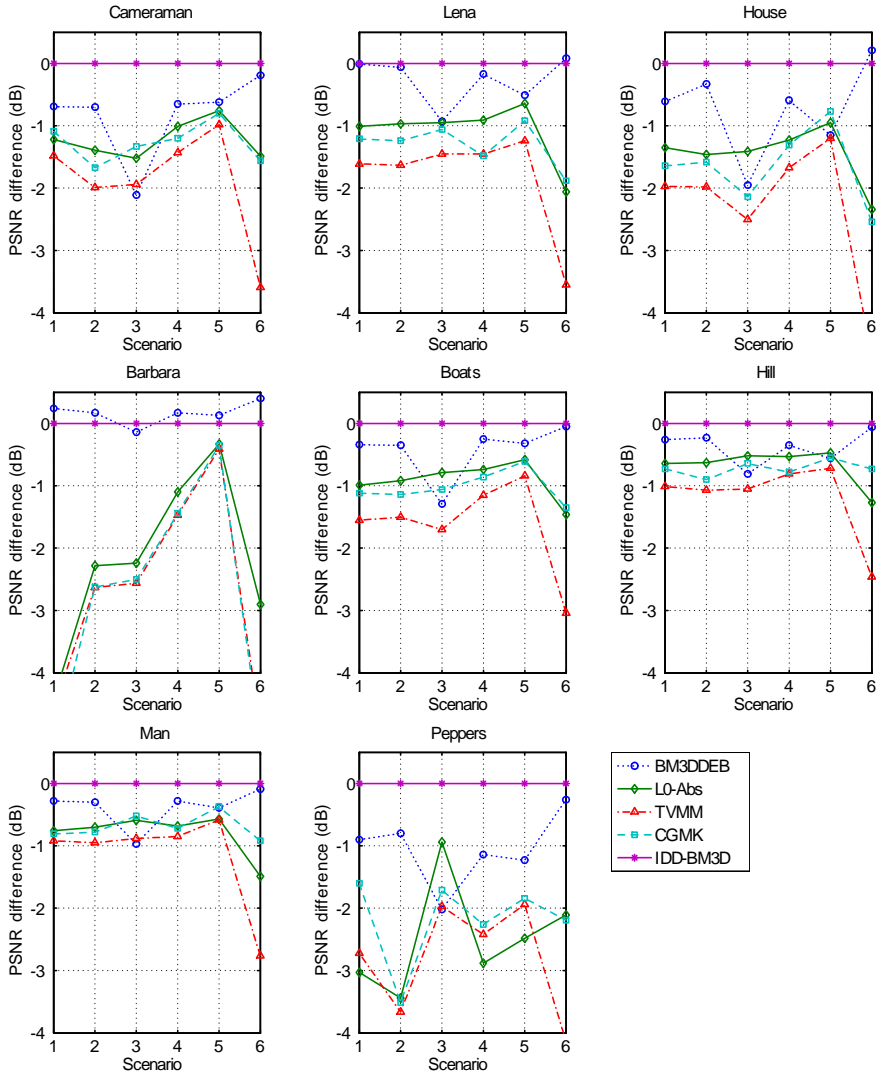 Cameraman
0
-1
-2
-3
-4
PSNR difference (dB)
1 2 3 4 5 6
Scenario
Lena
0
-1
-2
-3
-4
PSNR difference (dB)
1 2 3 4 5 6
Scenario
House
0
-1
-2
-3
-4
PSNR difference (dB)
1 2 3 4 5 6
Scenario
Barbara
0
-1
-2
-3
-4
PSNR difference (dB)
1 2 3 4 5 6
Scenario
Boats
0
-1
-2
-3
-4
PSNR difference (dB)
1 2 3 4 5 6
Scenario
Hill
0
-1
-2
-3
-4
PSNR difference (dB)
1 2 3 4 5 6
Scenario
Man
0
-1
-2
-3
-4
PSNR difference (dB)
1 2 3 4 5 6
Scenario
Peppers
0
-1
-2
-3
-4
PSNR difference (dB)
1 2 3 4 5 6
Scenario
BM3DDEB
L0-Abs
TVMM
CGMK
IDD-BM3D